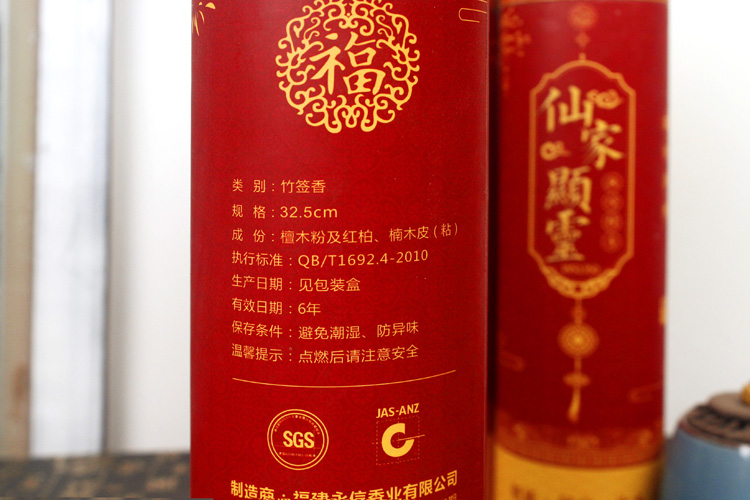 福
类 别：竹签香
规 格：32.5cm
成 份：檀木粉及红柏、楠木皮（粘）
执行标准：QB/T1692.4-2010
生产日期：见包装盒
有效日期：6年
保存条件：避免潮湿、防异味
温馨提示：点燃后请注意安全
SGS
JAS-ANZ
制造商：福建永信香业有限公司
仙家顯靈